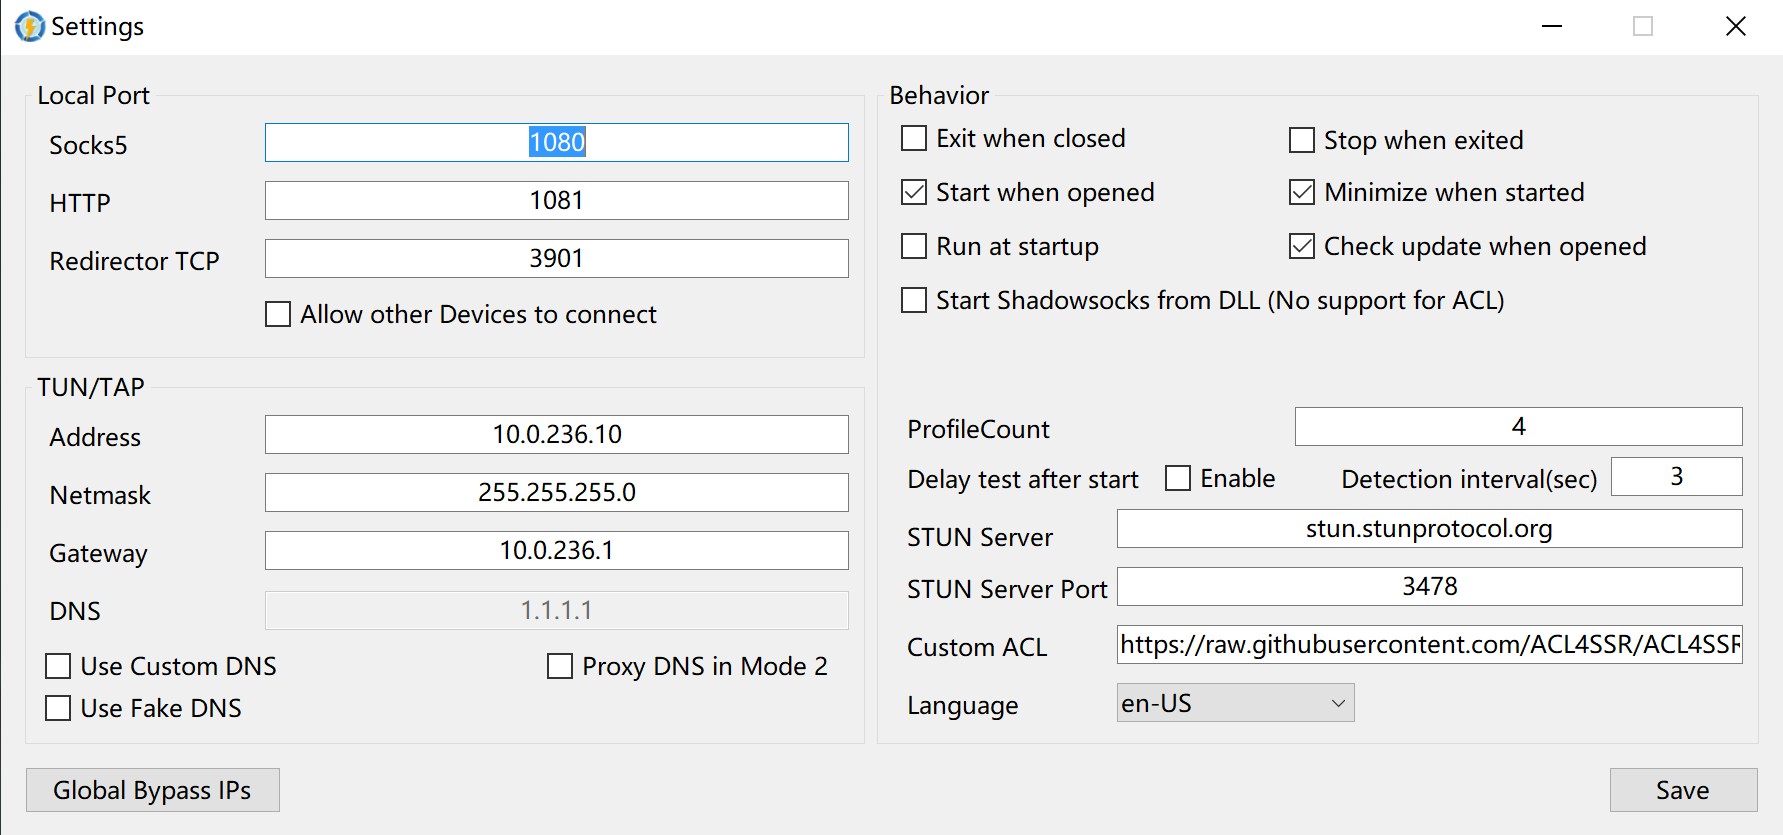 Settings
Local Port
Socks5 1080
HTTP 1081
Redirector TCP 3901
Allow other Devices to connect
TUN/TAP
Address 10.0.236.10
Netmask 255.255.255.0
Gateway 10.0.236.1
DNS 1.1.1.1
Use Custom DNS Proxy DNS in Mode 2
Use Fake DNS
Global Bypass IPs
Behavior
Exit when closed Stop when exited
Start when opened Minimize when started
Run at startup Check update when opened
Start Shadowsocks from DLL (No support for ACL)
ProfileCount 4
Delay test after start Enable Detection interval(sec) 3
STUN Server stun.stunprotocol.org
STUN Server Port 3478
Custom ACL https://raw.githubusercontent.com/ACL4SSR/ACL4SSR
Language en-US
Save